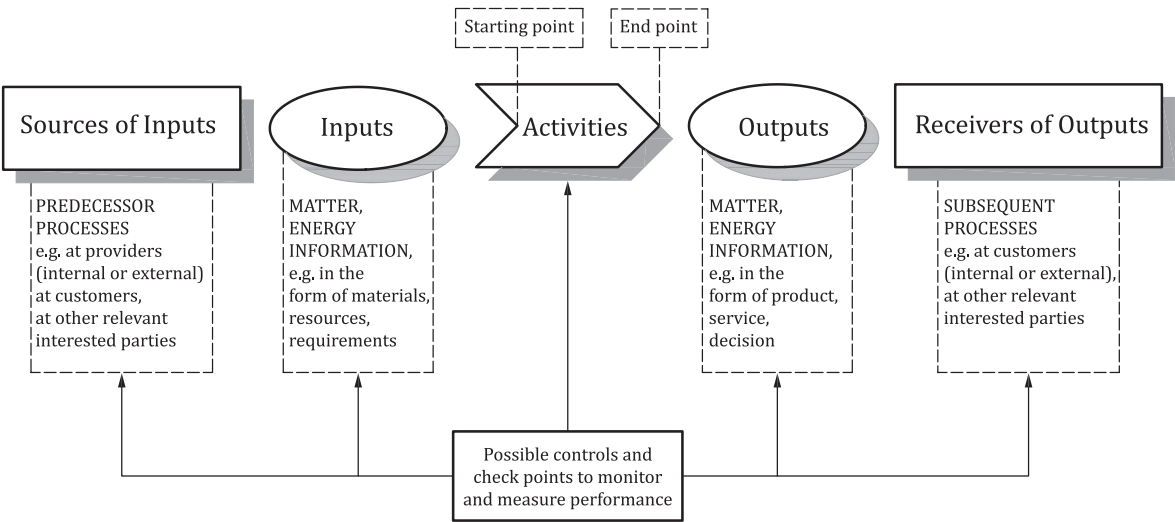 Starting point
End point
Sources of Inputs
Inputs
Activities
Outputs
Receivers of Outputs
PREDECESSOR
PROCESSES
e.g. at providers
(internal or external)
at customers,
at other relevant
interested parties
MATTER,
ENERGY
INFORMATION,
e.g. in the
form of materials,
resources,
requirements
MATTER,
ENERGY
INFORMATION,
e.g. in the
form of product,
service,
decision
SUBSEQUENT
PROCESSES
e.g. at customers
(internal or external),
at other relevant
interested parties
Possible controls and
check points to monitor
and measure performance